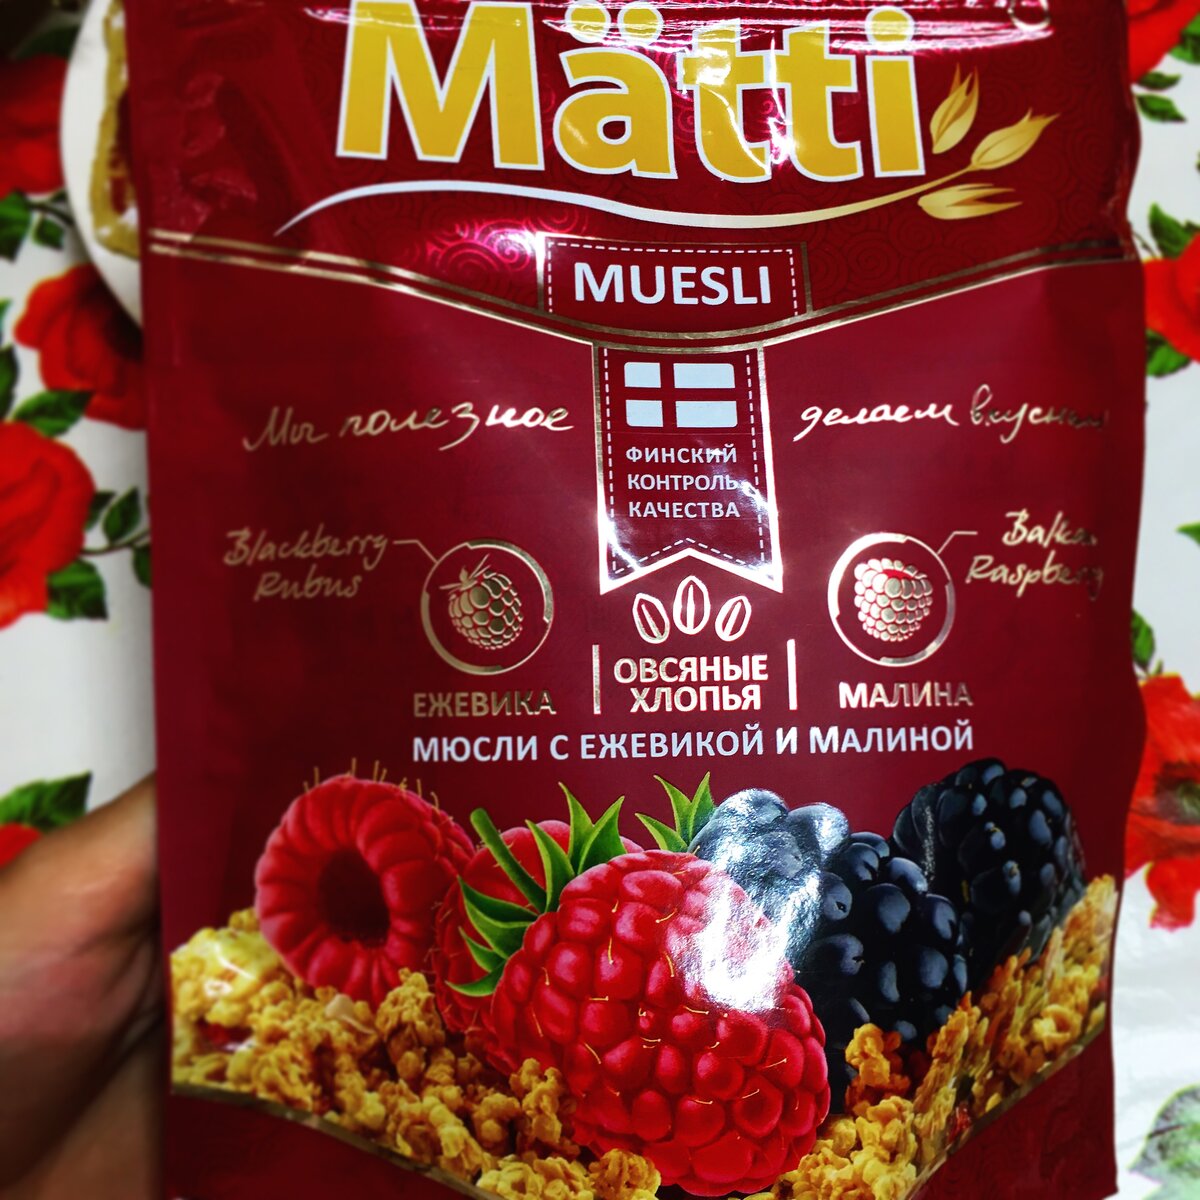 Mätti
MUESLI
Мы полезное делаем вкусным!
ФИНСКИЙ
КОНТРОЛЬ
КАЧЕСТВА
Blackberry
Rubus
Balkan
Raspberry
ЕЖЕВИКА
ОВСЯНЫЕ
ХЛОПЬЯ
МАЛИНА
МЮСЛИ С ЕЖЕВИКОЙ И МАЛИНОЙ